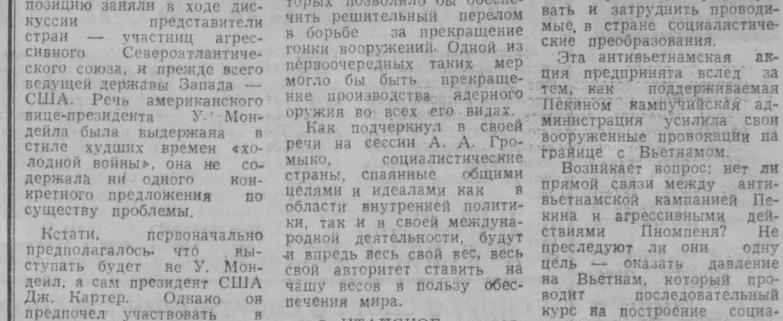 позицию заняли в ходе дис-
куссии представители
стран — участниц агрес-
сивного Североатлантиче-
ского союза, и прежде всего
ведущей державы Запада —
США. Речь американского
вице-президента У. Мон-
дейла была выдержана в
стиле худших времен «хо-
лодной войны», она не со-
держала ни одного кон-
кретного предложения по
существу проблемы.
Кстати, первоначально
предполагалось, что вы-
ступать будет не У. Мон-
дейл, а сам президент США
Дж. Картер. Однако он
предпочел участвовать в
торых позволило бы обеспе-
чить решительный перелом
в борьбе за прекращение
гонки вооружений. Одной из
первоочередных таких мер
могло бы быть прекраще-
ние производства ядерного
оружия во всех его видах.
Как подчеркнул в своей
речи на сессии А. А. Гро-
мыко, социалистические
страны, спаянные общими
целями и идеалами как в
области внутренней полити-
ки, так и в своей междуна-
родной деятельности, будут
и впредь весь свой вес, весь
свой авторитет ставить на
чашу весов в пользу обес-
печения мира.
вать и затруднить проводи-
мые, в стране социалистиче-
ские преобразования.
Эта антивьетнамская ак-
ция предпринята вслед за
тем, как поддерживаемая
Пекином кампучийская ад-
министрация усилила свои
вооруженные провокации на
границе с Вьетнамом.
Возникает вопрос: нет ли
прямой связи между анти-
вьетнамской кампанией Пе-
кина и агрессивными дей-
ствиями Пномпеня? Не
преследуют ли они одну
цель — оказать давление
на Вьетнам, который про-
водит последовательный
курс на построение социа-